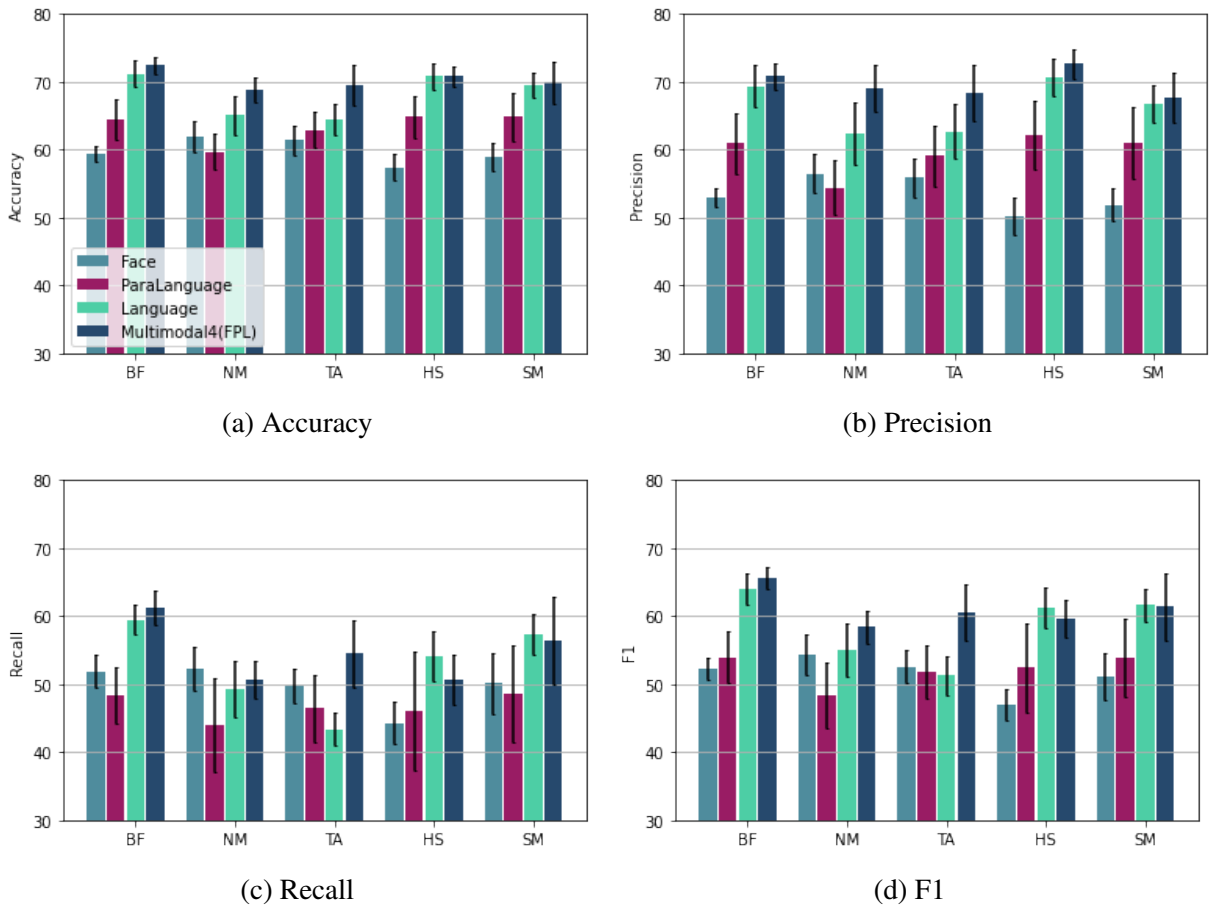 80
70
60
50
40
30
Accuracy
Face
ParaLanguage
Language
Multimodal4(FPL)
BF NM TA HS SM
(a) Accuracy
80
70
60
50
40
30
Precision
BF NM TA HS SM
(b) Precision
80
70
60
50
40
30
Recall
BF NM TA HS SM
(c) Recall
80
70
60
50
40
30
F1
BF NM TA HS SM
(d) F1